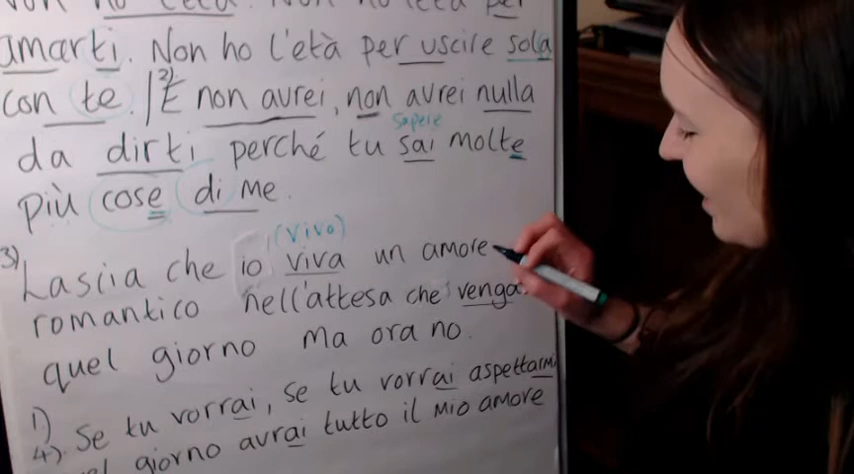 amarti. Non ho l'età per uscire sola
con te. | 2) E non avrei, non avrei nulla
sapere
da dirti perché tu sai molte
più cose di me.
(vivo)
3) Lascia che io viva un amore
romantico nell'attesa che venga
quel giorno ma ora no.
1) Se tu vorrai, se tu vorrai aspettarmi
4). giorno avrai tutto il mio amore